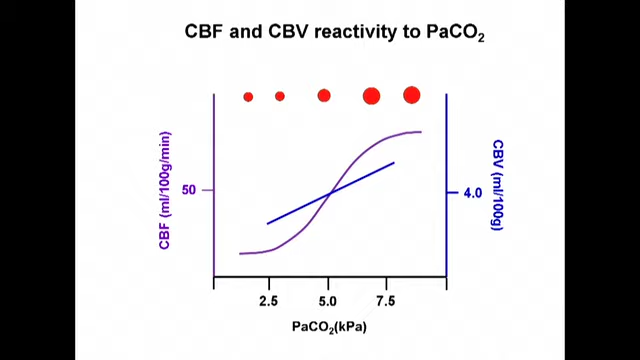 CBF and CBV reactivity to PaCO₂
CBF (ml/100g/min)
50
CBV (ml/100g)
4.0
2.5 5.0 7.5
PaCO₂(kPa)